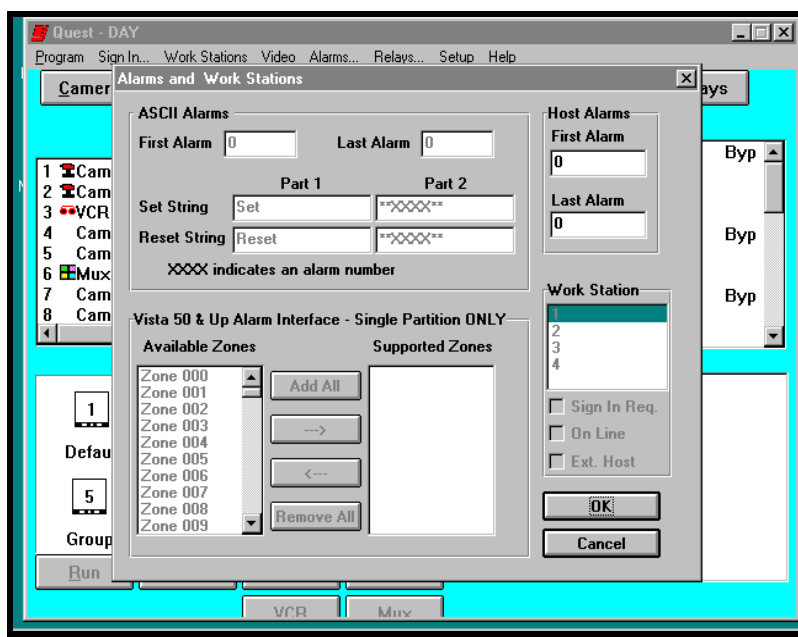 Quest - DAY
Program Sign In... Work Stations Video Alarms... Relays... Setup Help
Alarms and Work Stations
ASCII Alarms
First Alarm 0 Last Alarm 0
Part 1 Part 2
Set String Set **XXXX**
Reset String Reset **XXXX**
XXXX indicates an alarm number
Host Alarms
First Alarm
0
Last Alarm
0
Vista 50 & Up Alarm Interface - Single Partition ONLY
Available Zones Supported Zones
Zone 000
Zone 001
Zone 002
Zone 003
Zone 004
Zone 005
Zone 006
Zone 007
Zone 008
Zone 009
Add All
--->
<---
Remove All
Work Station
1
2
3
4
Sign In Req.
On Line
Ext. Host
OK
Cancel
Camer
ays
1 Cam
2 Cam
3 VCR
4 Cam
5 Cam
6 Mux
7 Cam
8 Cam
Byp
Byp
Byp
1
Defau
5
Group
Run
VCR Mux